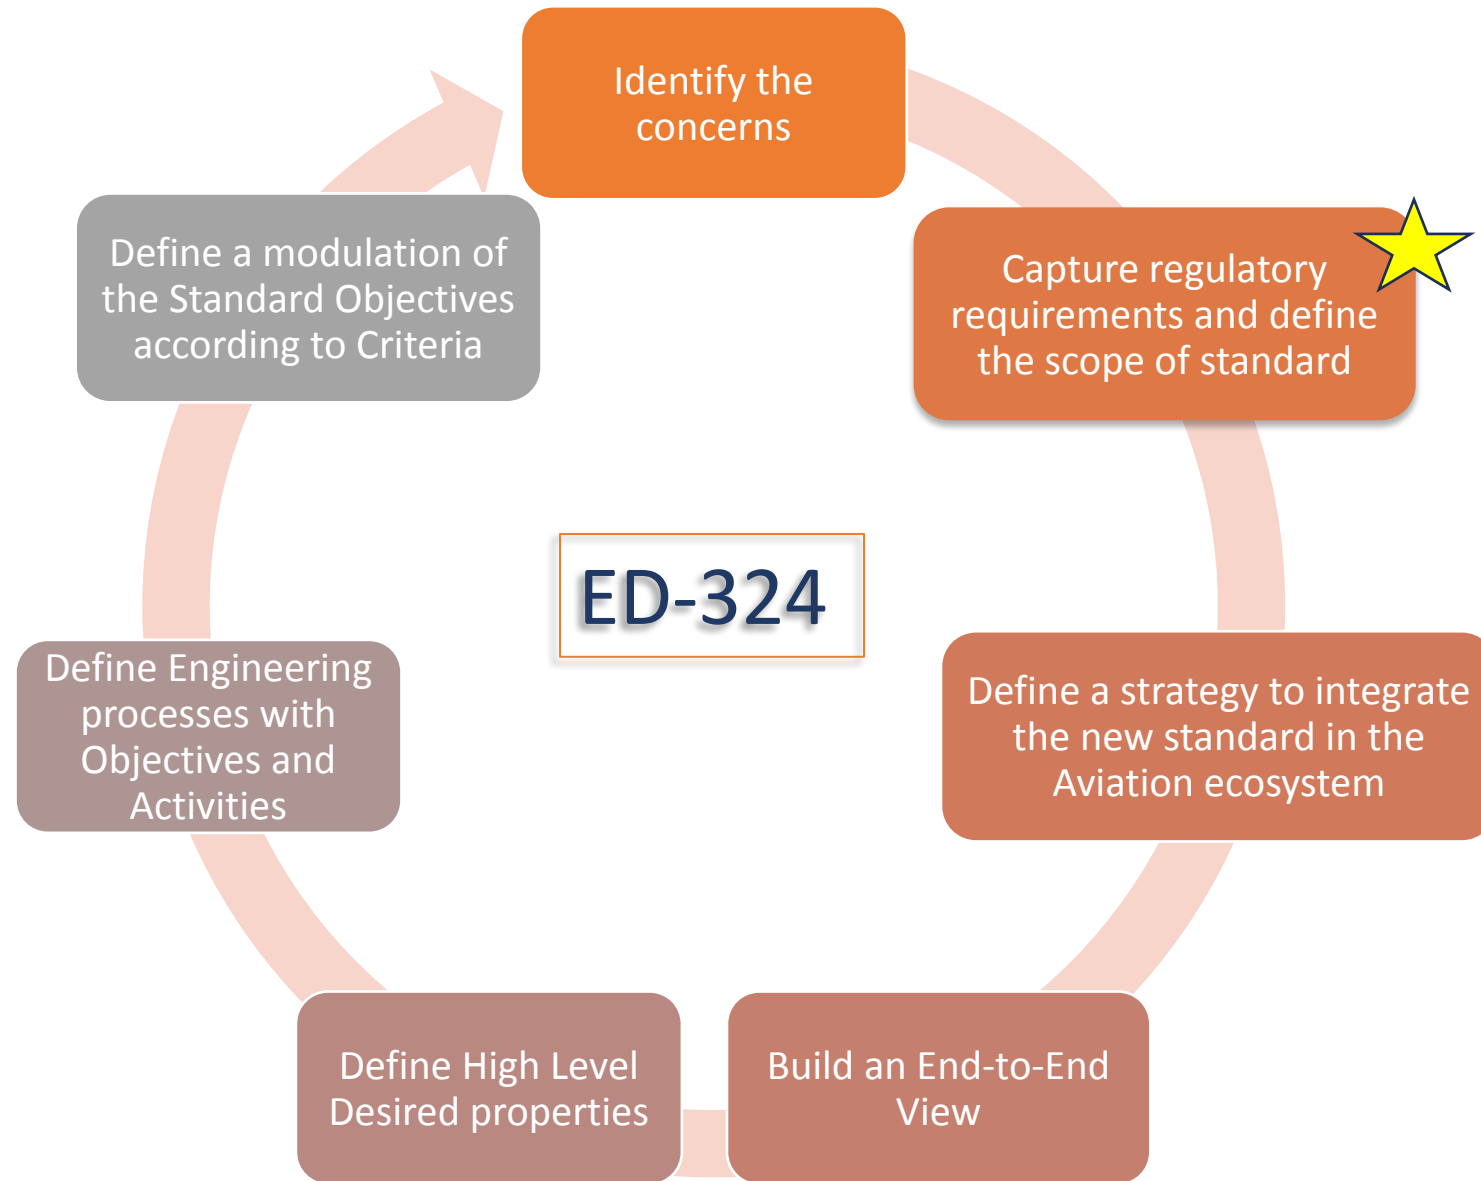 Identify the
concerns
Capture regulatory
requirements and define
the scope of standard
Define a strategy to integrate
the new standard in the
Aviation ecosystem
Build an End-to-End
View
Define High Level
Desired properties
Define Engineering
processes with
Objectives and
Activities
Define a modulation of
the Standard Objectives
according to Criteria
ED-324